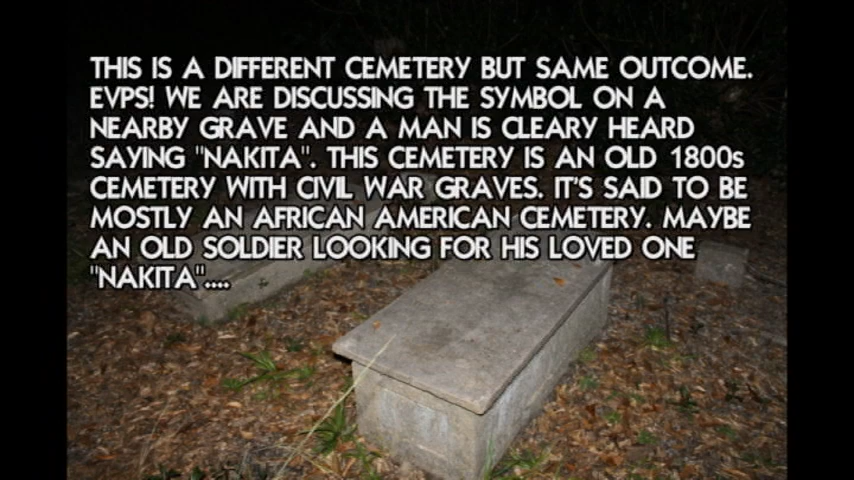 THIS IS A DIFFERENT CEMETERY BUT SAME OUTCOME.
EVPS! WE ARE DISCUSSING THE SYMBOL ON A
NEARBY GRAVE AND A MAN IS CLEARY HEARD
SAYING "NAKITA". THIS CEMETERY IS AN OLD 1800s
CEMETERY WITH CIVIL WAR GRAVES. IT'S SAID TO BE
MOSTLY AN AFRICAN AMERICAN CEMETERY. MAYBE
AN OLD SOLDIER LOOKING FOR HIS LOVED ONE
"NAKITA"....